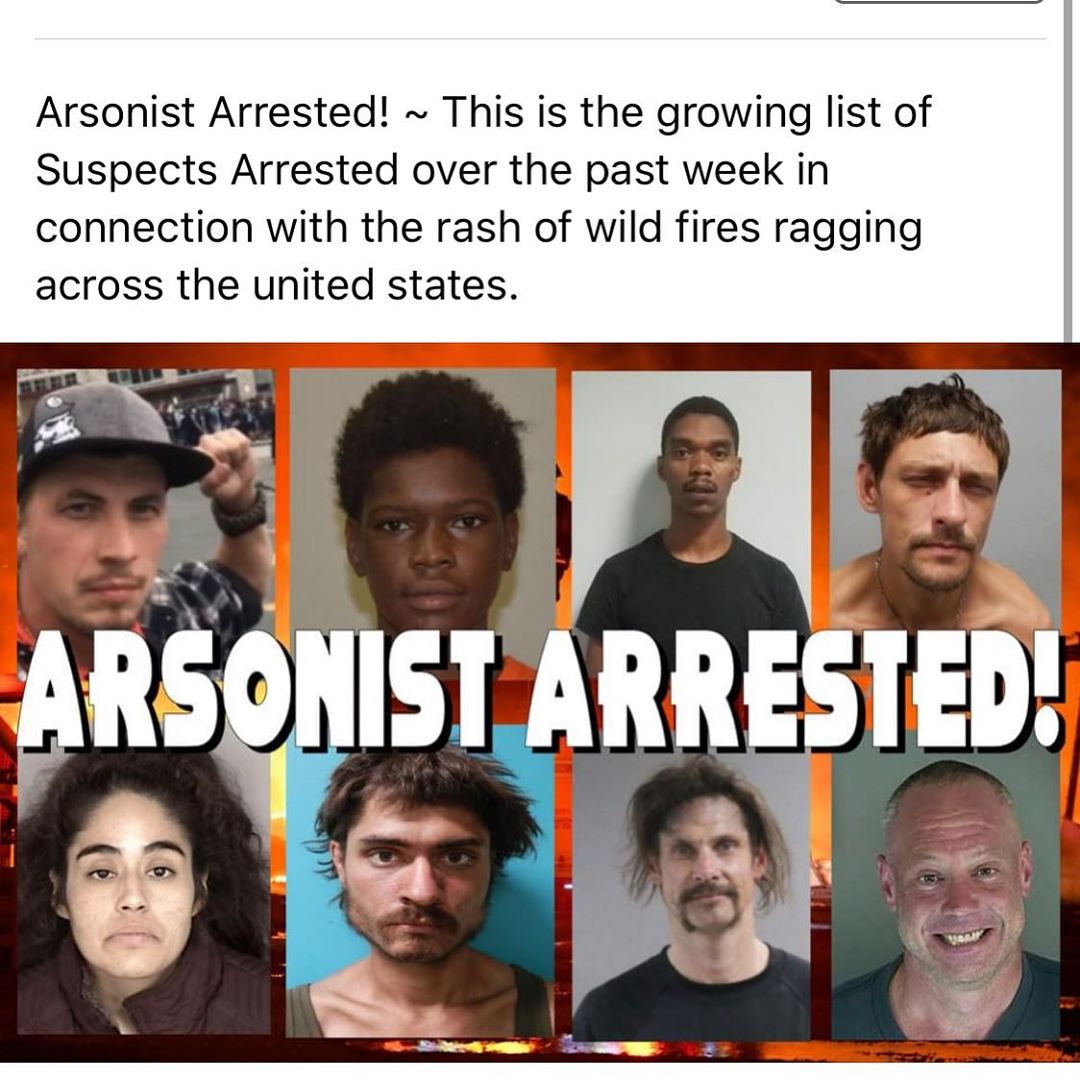 Arsonist Arrested! ~ This is the growing list of
Suspects Arrested over the past week in
connection with the rash of wild fires ragging
across the united states.
ARSONIST ARRESTED!